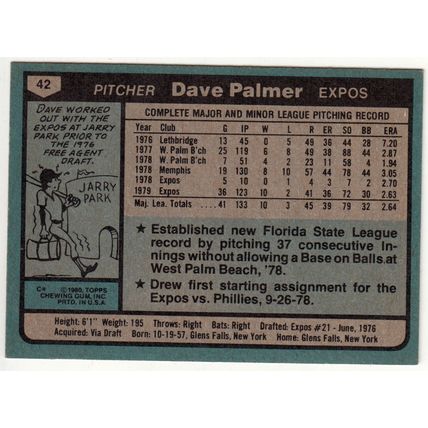 42
PITCHER Dave Palmer EXPOS
DAVE WORKED
OUT WITH THE
EXPOS AT JARRY
PARK PRIOR TO
THE 1976
FREE AGENT
DRAFT.
JARRY
PARK
C*
©1980 TOPPS
CHEWING GUM, INC.
PRTD. IN U.S.A.
COMPLETE MAJOR AND MINOR LEAGUE PITCHING RECORD
Year Club G IP W L R ER SO BB ERA
1976 Lethbridge 13 45 0 5 49 36 44 28 7.20
1977 W. Palm B'ch 25 171 6 8 49 38 88 44 2.00
1978 W. Palm B'ch 7 51 4 2 23 11 58 4 1.94
1978 Memphis 19 130 8 10 57 44 78 44 3.05
1978 Expos 5 10 0 1 4 3 7 2 2.70
1979 Expos 36 123 10 2 41 36 72 30 2.63
Maj. Lea. Totals 41 133 10 3 45 39 79 32 2.64
★ Established new Florida State League
record by pitching 37 consecutive In-
nings without allowing a Base on Balls at
West Palm Beach, '78.
★ Drew first starting assignment for the
Expos vs. Phillies, 9-26-78.
Height: 6'1" Weight: 195 Throws: Right Bats: Right Drafted: Expos #21 - June, 1976
Acquired: Via Draft Born: 10-19-57, Glens Falls, New York Home: Glens Falls, New York